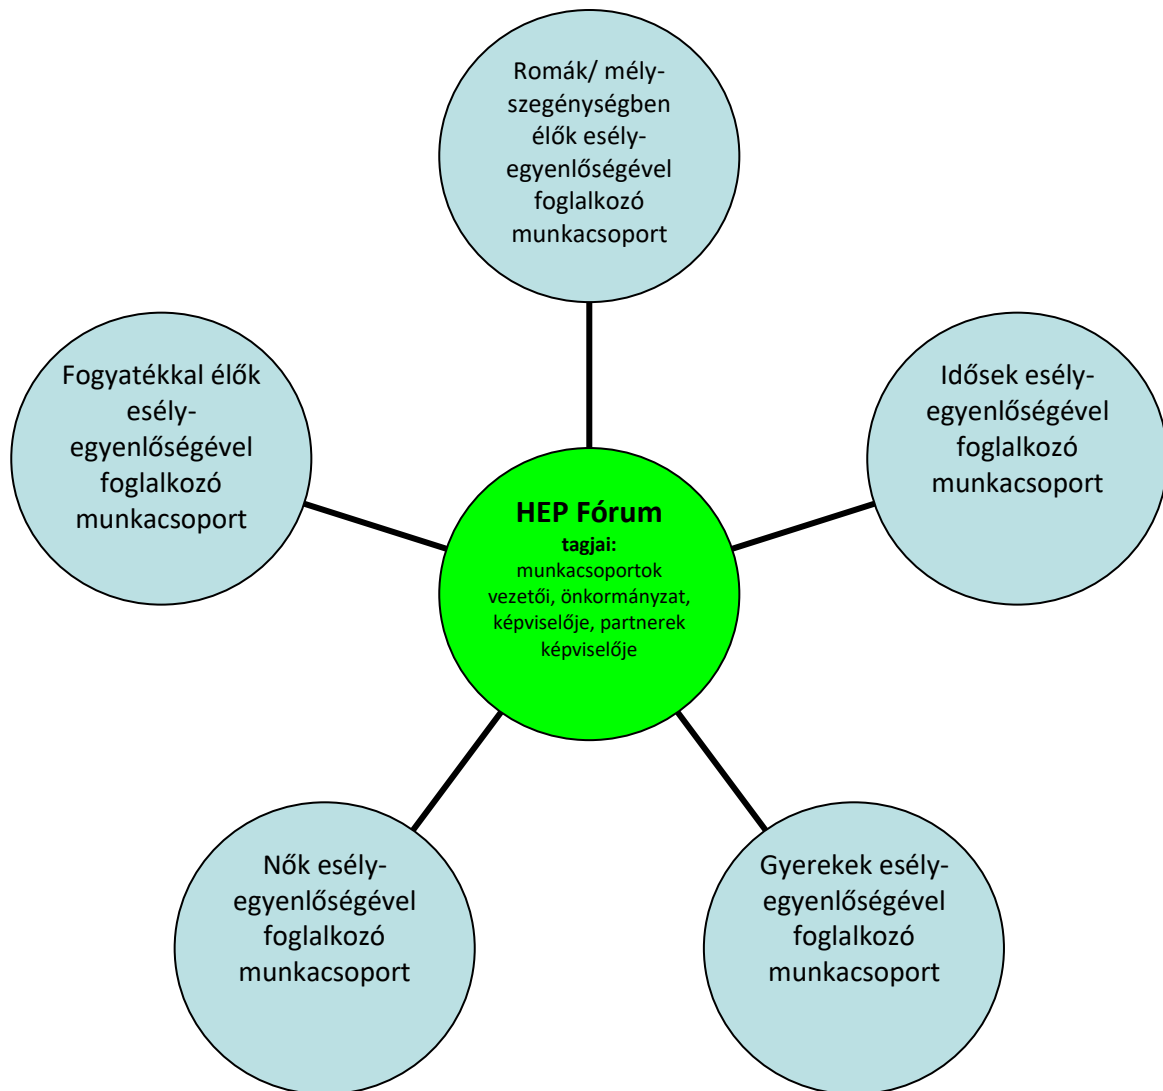 Romák/ mély-
szegénységben
élők esély-
egyenlőségével
foglalkozó
munkacsoport
Fogyatékkal élők
esély-
egyenlőségével
foglalkozó
munkacsoport
Idősek esély-
egyenlőségével
foglalkozó
munkacsoport
HEP Fórum
tagjai:
munkacsoportok
vezetői, önkormányzat,
képviselője, partnerek
képviselője
Nők esély-
egyenlőségével
foglalkozó
munkacsoport
Gyerekek esély-
egyenlőségével
foglalkozó
munkacsoport